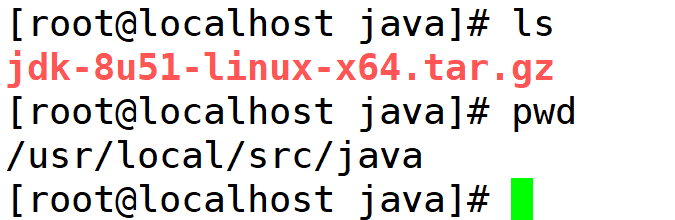 [root@localhost java]# ls
jdk-8u51-linux-x64.tar.gz
[root@localhost java]# pwd
/usr/local/src/java
[root@localhost java]#